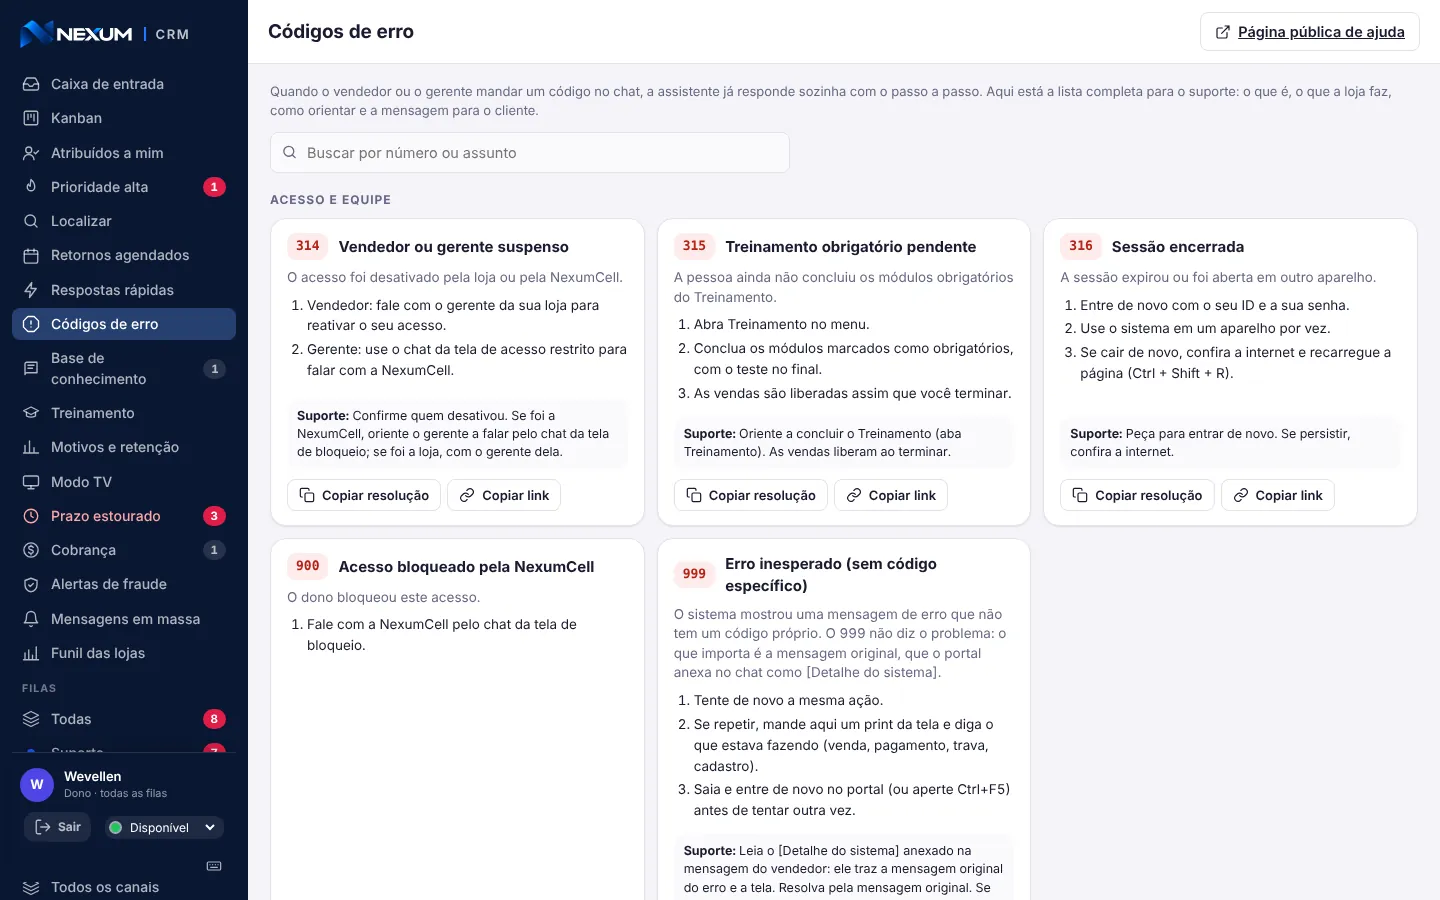 NEXUM | CRM
Caixa de entrada
Kanban
Atribuídos a mim
Prioridade alta 1
Localizar
Retornos agendados
Respostas rápidas
Códigos de erro
Base de
conhecimento 1
Treinamento
Motivos e retenção
Modo TV
Prazo estourado 3
Cobrança 1
Alertas de fraude
Mensagens em massa
Funil das lojas
FILAS
Todas 8
Suporte 7
W Wevellen
Dono · todas as filas
Sair Disponível
Todos os canais
Códigos de erro
Página pública de ajuda
Quando o vendedor ou o gerente mandar um código no chat, a assistente já responde sozinha com o passo a passo. Aqui está a lista completa para o suporte: o que é, o que a loja faz,
como orientar e a mensagem para o cliente.
Buscar por número ou assunto
ACESSO E EQUIPE
314 Vendedor ou gerente suspenso
O acesso foi desativado pela loja ou pela NexumCell.
1. Vendedor: fale com o gerente da sua loja para
reativar o seu acesso.
2. Gerente: use o chat da tela de acesso restrito para
falar com a NexumCell.
Suporte: Confirme quem desativou. Se foi a
NexumCell, oriente o gerente a falar pelo chat da tela
de bloqueio; se foi a loja, com o gerente dela.
Copiar resolução Copiar link
315 Treinamento obrigatório pendente
A pessoa ainda não concluiu os módulos obrigatórios
do Treinamento.
1. Abra Treinamento no menu.
2. Conclua os módulos marcados como obrigatórios,
com o teste no final.
3. As vendas são liberadas assim que você terminar.
Suporte: Oriente a concluir o Treinamento (aba
Treinamento). As vendas liberam ao terminar.
Copiar resolução Copiar link
316 Sessão encerrada
A sessão expirou ou foi aberta em outro aparelho.
1. Entre de novo com o seu ID e a sua senha.
2. Use o sistema em um aparelho por vez.
3. Se cair de novo, confira a internet e recarregue a
página (Ctrl + Shift + R).
Suporte: Peça para entrar de novo. Se persistir,
confira a internet.
Copiar resolução Copiar link
900 Acesso bloqueado pela NexumCell
O dono bloqueou este acesso.
1. Fale com a NexumCell pelo chat da tela de
bloqueio.
999 Erro inesperado (sem código
específico)
O sistema mostrou uma mensagem de erro que não
tem um código próprio. O 999 não diz o problema: o
que importa é a mensagem original, que o portal
anexa no chat como [Detalhe do sistema].
1. Tente de novo a mesma ação.
2. Se repetir, mande aqui um print da tela e diga o
que estava fazendo (venda, pagamento, trava,
cadastro).
3. Saia e entre de novo no portal (ou aperte Ctrl+F5)
antes de tentar outra vez.
Suporte: Leia o [Detalhe do sistema] anexado na
mensagem do vendedor: ele traz a mensagem original
do erro e a tela. Resolva pela mensagem original. Se